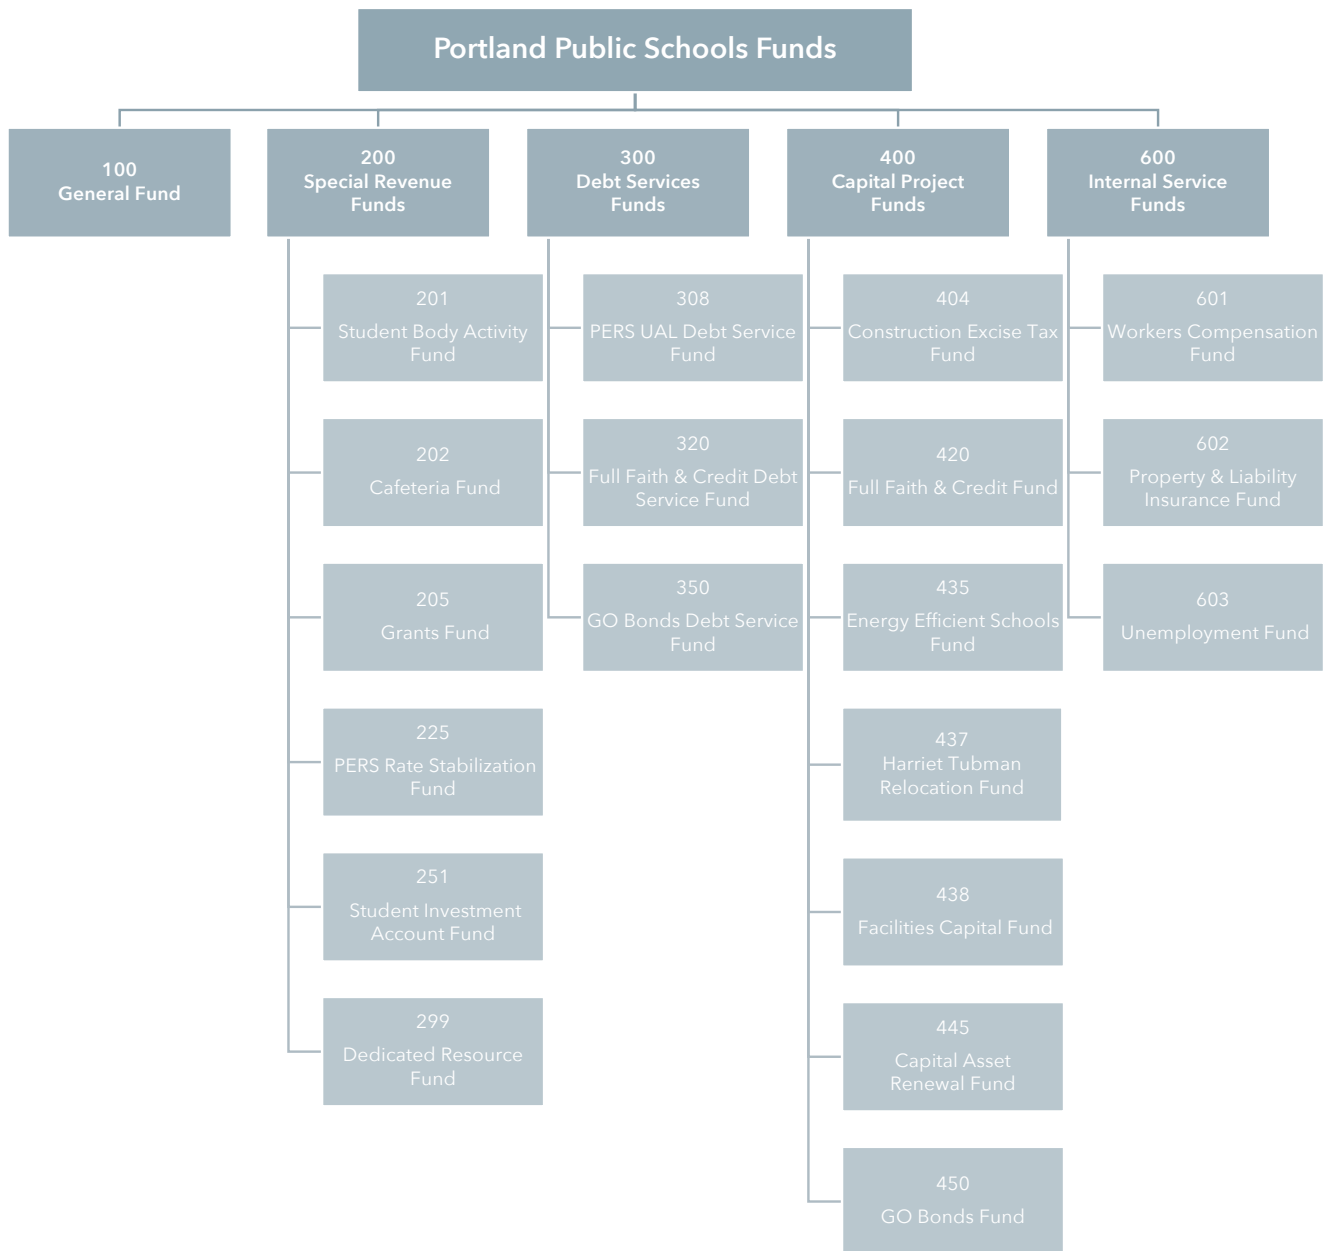 Portland Public Schools Funds
100
General Fund
200
Special Revenue
Funds
300
Debt Services
Funds
400
Capital Project
Funds
600
Internal Service
Funds
201
Student Body Activity
Fund
202
Cafeteria Fund
205
Grants Fund
225
PERS Rate Stabilization
Fund
251
Student Investment
Account Fund
299
Dedicated Resource
Fund
308
PERS UAL Debt Service
Fund
320
Full Faith & Credit Debt
Service Fund
350
GO Bonds Debt Service
Fund
404
Construction Excise Tax
Fund
420
Full Faith & Credit Fund
435
Energy Efficient Schools
Fund
437
Harriet Tubman
Relocation Fund
438
Facilities Capital Fund
445
Capital Asset
Renewal Fund
450
GO Bonds Fund
601
Workers Compensation
Fund
602
Property & Liability
Insurance Fund
603
Unemployment Fund